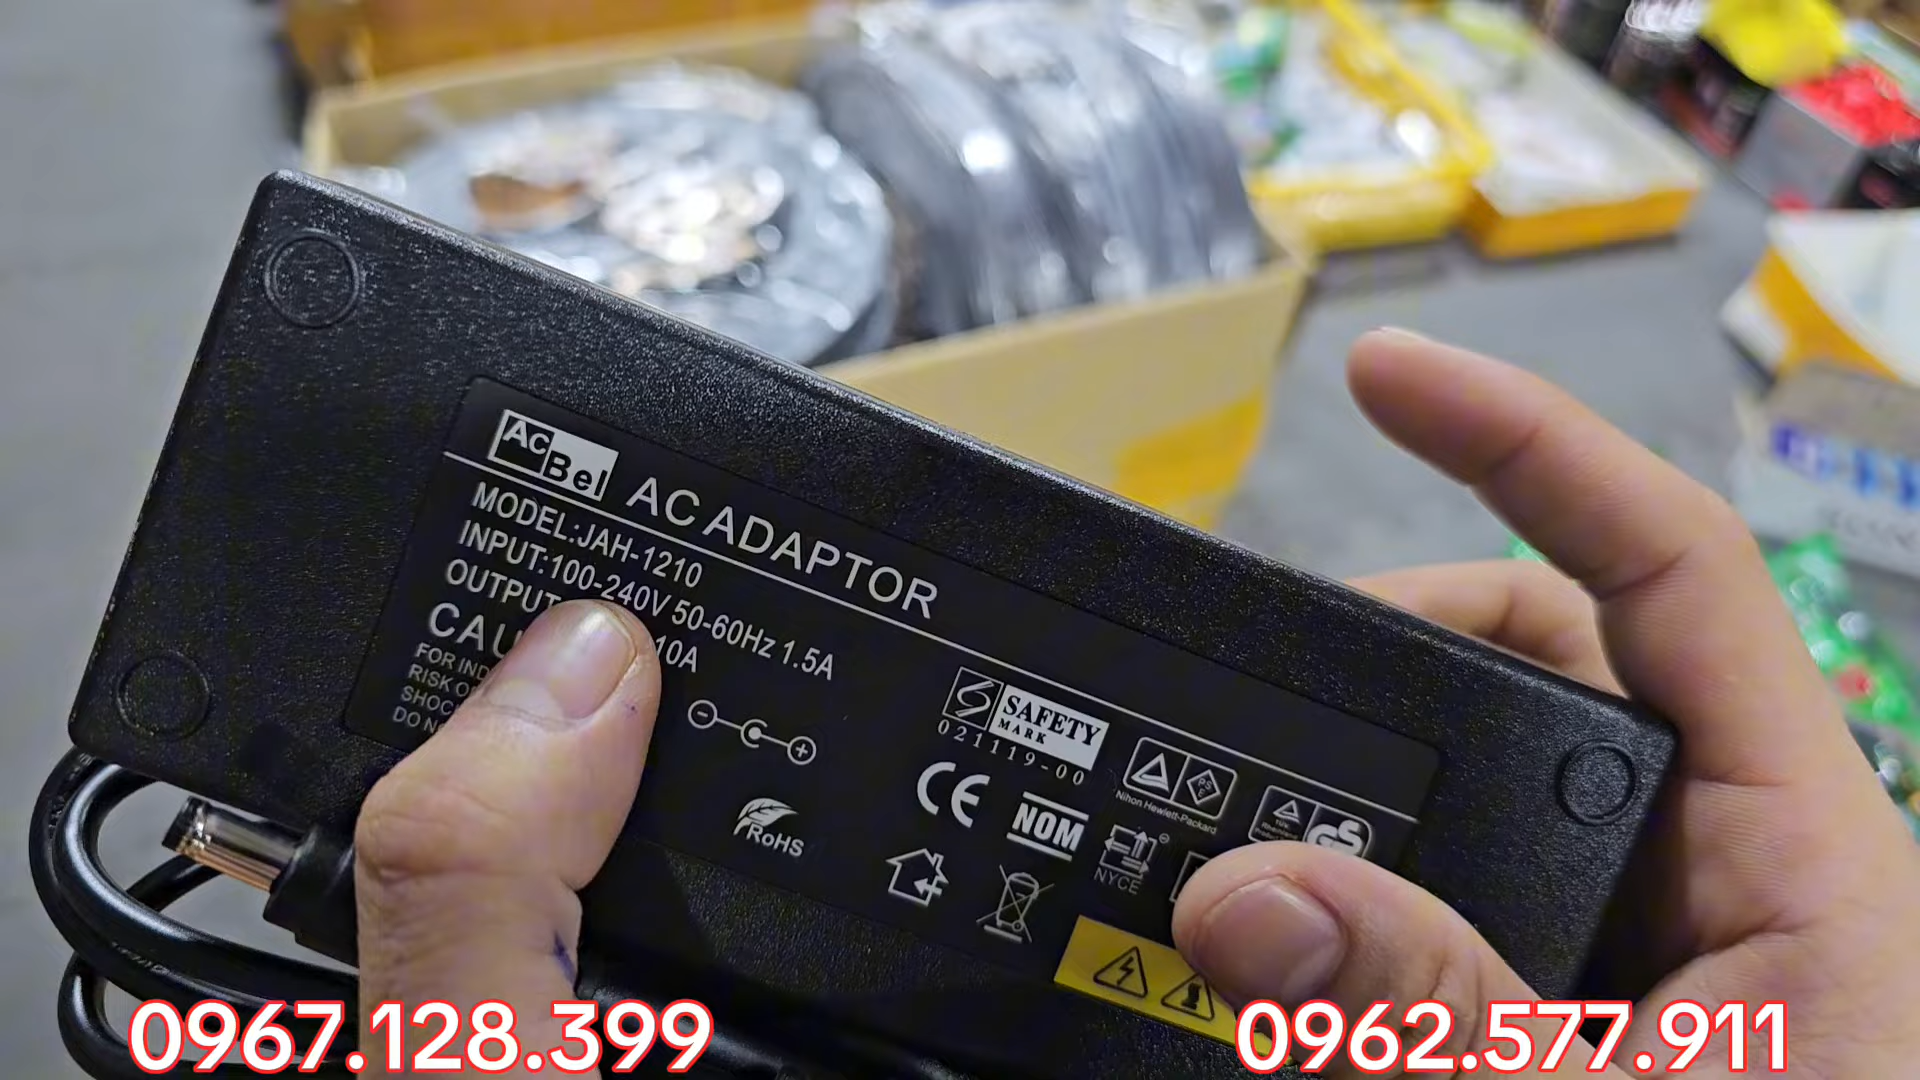 AcBel AC ADAPTOR
MODEL:JAH-1210
INPUT:100-240V 50-60Hz 1.5A
OUTPUT 10A
CAU
FOR IND
RISK O
SHOC
DO N
SAFETY
MARK
021119-00
PS
E
Nihon Hewlett-Packard
CE
NOM
NYCE
RoHS
GS
0967.128.399
0962.577.911